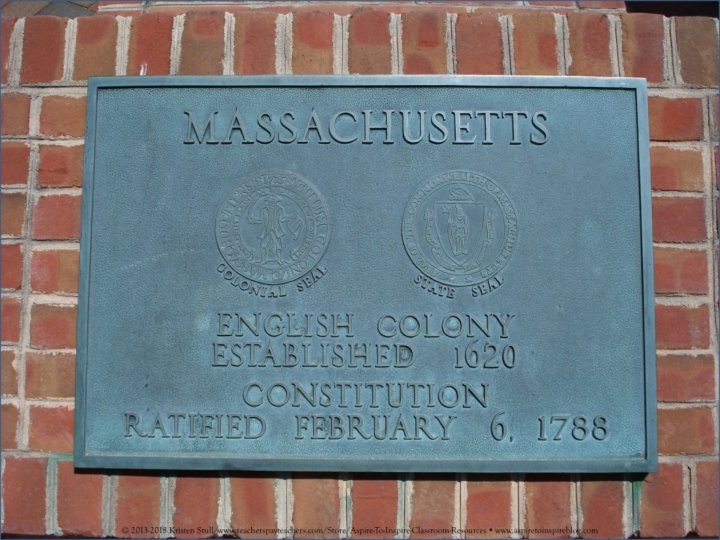 MASSACHUSETTS
COLONIAL SEAL
STATE SEAL
ENGLISH COLONY
ESTABLISHED 1620
CONSTITUTION
RATIFIED FEBRUARY 6, 1788
© 2013-2018 Kristen Stull/www.teacherspayteachers.com/Store/Aspire-To-Inspire-Classroom-Resources • www.aspiretoinspireblog.com